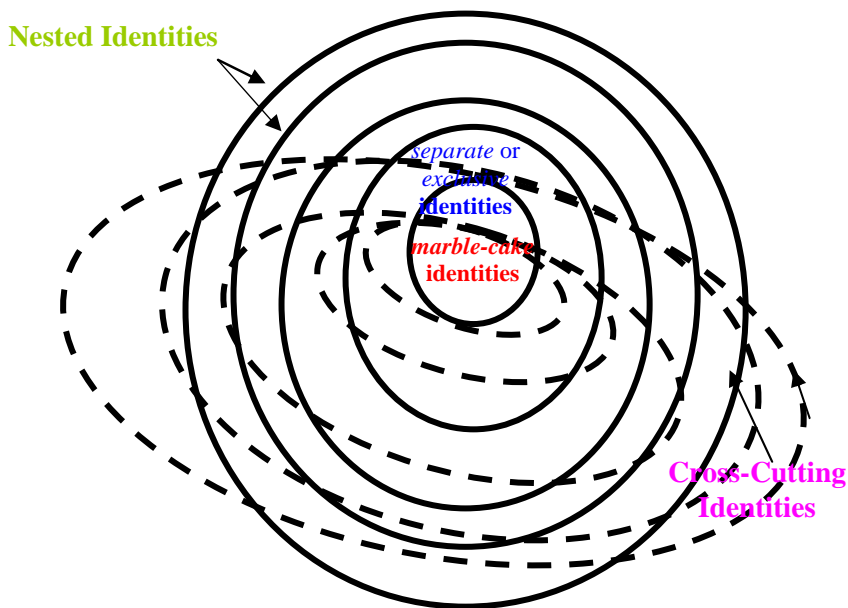 Nested Identities
separate or
exclusive
identities
marble-cake
identities
Cross-Cutting
Identities